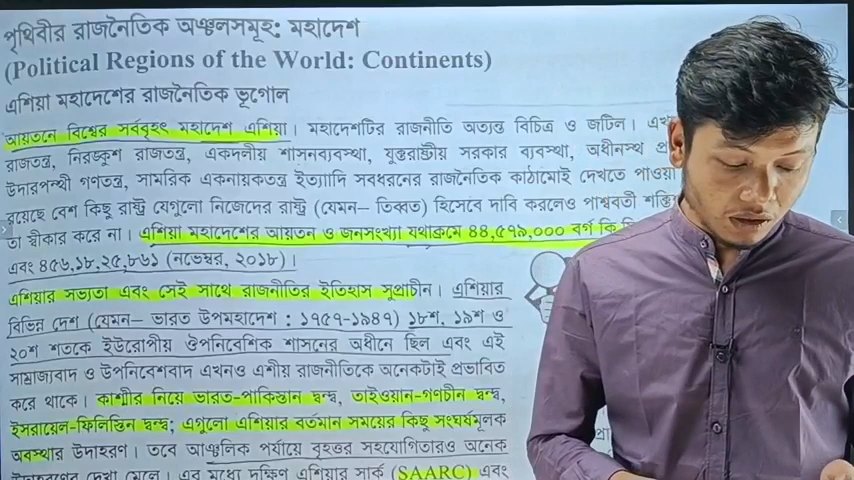 পৃথিবীর রাজনৈতিক অঞ্চলসমূহ: মহাদেশ
(Political Regions of the World: Continents)
এশিয়া মহাদেশের রাজনৈতিক ভূগোল
আয়তনে বিশ্বের সর্ববৃহৎ মহাদেশ এশিয়া। মহাদেশটির রাজনীতি অত্যন্ত বিচিত্র ও জটিল।
রাজতন্ত্র, নিরঙ্কুশ রাজতন্ত্র, একদলীয় শাসনব্যবস্থা, যুক্তরাষ্ট্রীয় সরকার ব্যবস্থা, অধীনস্থ
উদারপন্থী গণতন্ত্র, সামরিক একনায়কতন্ত্র ইত্যাদি সবধরনের রাজনৈতিক কাঠামোই দেখতে পাওয়া
রয়েছে বেশ কিছু রাষ্ট্র যেগুলো নিজেদের রাষ্ট্র (যেমন– তিব্বত) হিসেবে দাবি করলেও পার্শ্ববর্তী
তা স্বীকার করে না। এশিয়া মহাদেশের আয়তন ও জনসংখ্যা যথাক্রমে ৪৪,৫৭৯,০০০ বর্গ কি
এবং ৪৫৬,১৮,২৫,৮৬১ (নভেম্বর, ২০১৮)।
এশিয়ার সভ্যতা এবং সেই সাথে রাজনীতির ইতিহাস সুপ্রাচীন। এশিয়ার
বিভিন্ন দেশ (যেমন– ভারত উপমহাদেশ : ১৭৫৭-১৯৪৭) ১৮শ, ১৯শ ও
২০শ শতকে ইউরোপীয় ঔপনিবেশিক শাসনের অধীনে ছিল এবং এই
সাম্রাজ্যবাদ ও উপনিবেশবাদ এখনও এশীয় রাজনীতিকে অনেকটাই প্রভাবিত
করে থাকে। কাশ্মীর নিয়ে ভারত-পাকিস্তান দ্বন্দ্ব, তাইওয়ান-গণচীন দ্বন্দ্ব,
ইসরায়েল-ফিলিস্তিন দ্বন্দ্ব; এগুলো এশিয়ার বর্তমান সময়ের কিছু সংঘর্ষমূলক
অবস্থার উদাহরণ। তবে আঞ্চলিক পর্যায়ে বৃহত্তর সহযোগিতারও অনেক
উদাহরণের দেখা মেলে। এর মধ্যে দক্ষিণ এশিয়ার সার্ক (SAARC) এবং